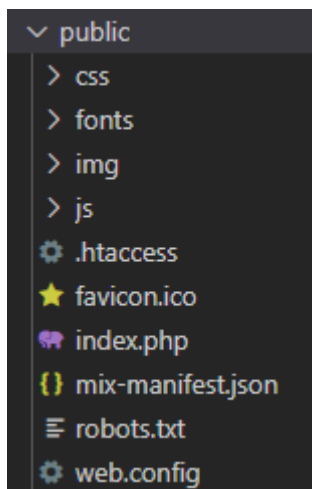 public
css
fonts
img
js
.htaccess
favicon.ico
index.php
mix-manifest.json
robots.txt
web.config